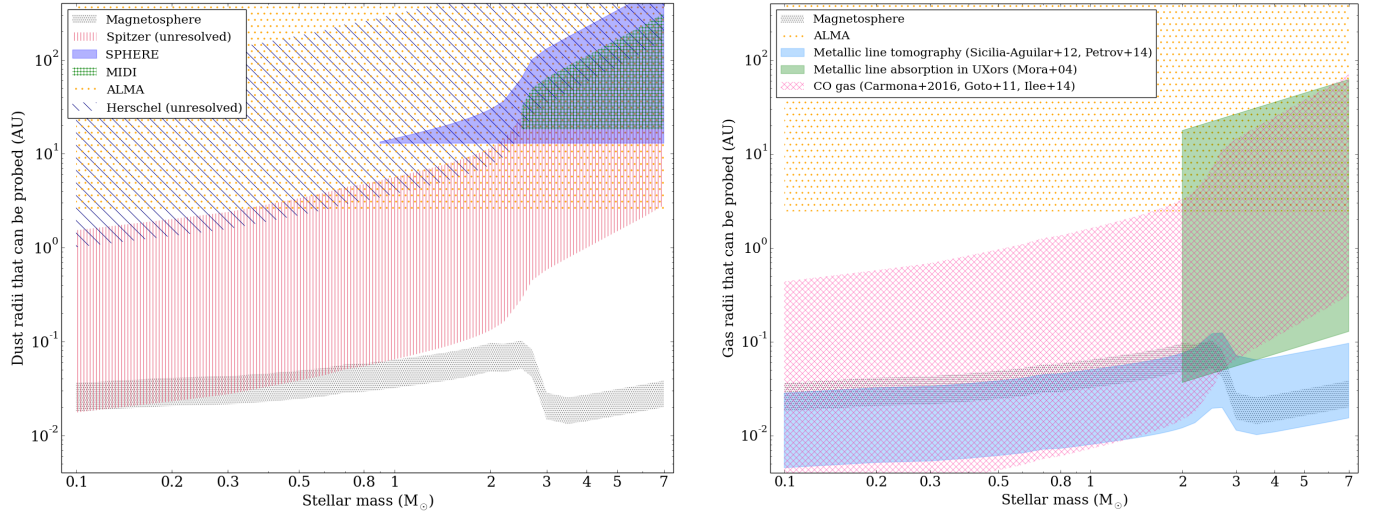 Magnetosphere
Spitzer (unresolved)
SPHERE
MIDI
ALMA
Herschel (unresolved)
Dust radii that can be probed (AU)
10²
10¹
10⁰
10⁻¹
10⁻²
0.1 0.2 0.3 0.5 0.8 1 2 3 4 5 7
Stellar mass (M☉)
Magnetosphere
ALMA
Metallic line tomography (Sicilia-Aguilar+12, Petrov+14)
Metallic line absorption in UXors (Mora+04)
CO gas (Carmona+2016, Goto+11, Ilee+14)
Gas radii that can be probed (AU)
10²
10¹
10⁰
10⁻¹
10⁻²
0.1 0.2 0.3 0.5 0.8 1 2 3 4 5 7
Stellar mass (M☉)